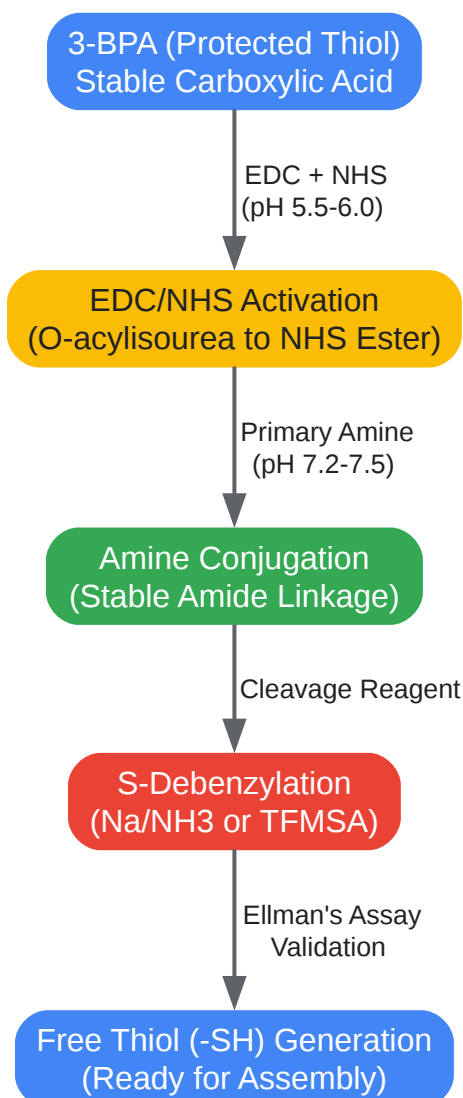 3-BPA (Protected Thiol)
Stable Carboxylic Acid
EDC + NHS
(pH 5.5-6.0)
EDC/NHS Activation
(O-acylisourea to NHS Ester)
Primary Amine
(pH 7.2-7.5)
Amine Conjugation
(Stable Amide Linkage)
Cleavage Reagent
S-Debenzylation
(Na/NH3 or TFMSA)
Ellman's Assay
Validation
Free Thiol (-SH) Generation
(Ready for Assembly)